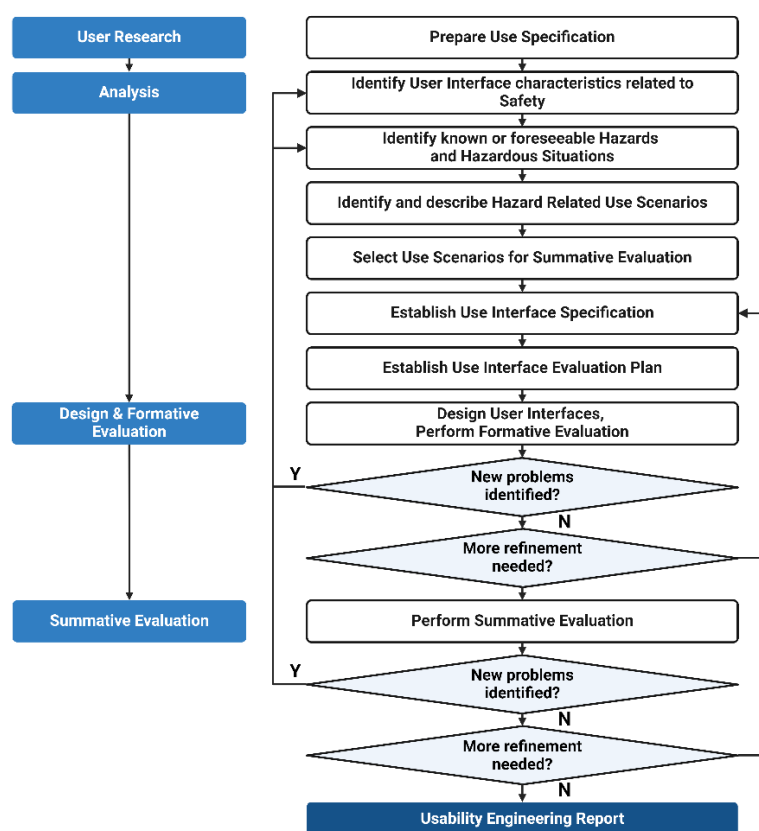 User Research
Prepare Use Specification
Analysis
Identify User Interface characteristics related to
Safety
Identify known or foreseeable Hazards
and Hazardous Situations
Identify and describe Hazard Related Use Scenarios
Select Use Scenarios for Summative Evaluation
Establish Use Interface Specification
Establish Use Interface Evaluation Plan
Design & Formative
Evaluation
Design User Interfaces,
Perform Formative Evaluation
Y
New problems
identified?
N
More refinement
needed?
Summative Evaluation
Perform Summative Evaluation
Y
New problems
identified?
N
More refinement
needed?
N
Usability Engineering Report